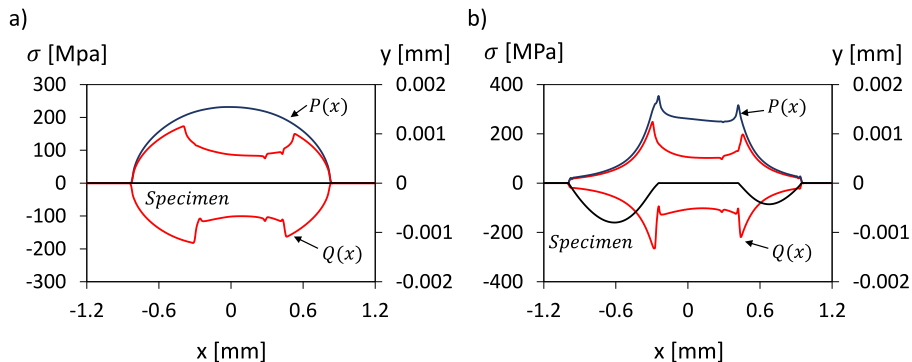 a)
σ [Mpa]
y [mm]
300
200
100
0
-100
-200
-300
0.002
0.001
0
-0.001
-0.002
P(x)
Specimen
Q(x)
-1.2 -0.6 0 0.6 1.2
x [mm]
b)
σ [MPa]
y [mm]
400
200
0
-200
-400
0.002
0.001
0
-0.001
-0.002
P(x)
Specimen
Q(x)
-1.2 -0.6 0 0.6 1.2
x [mm]